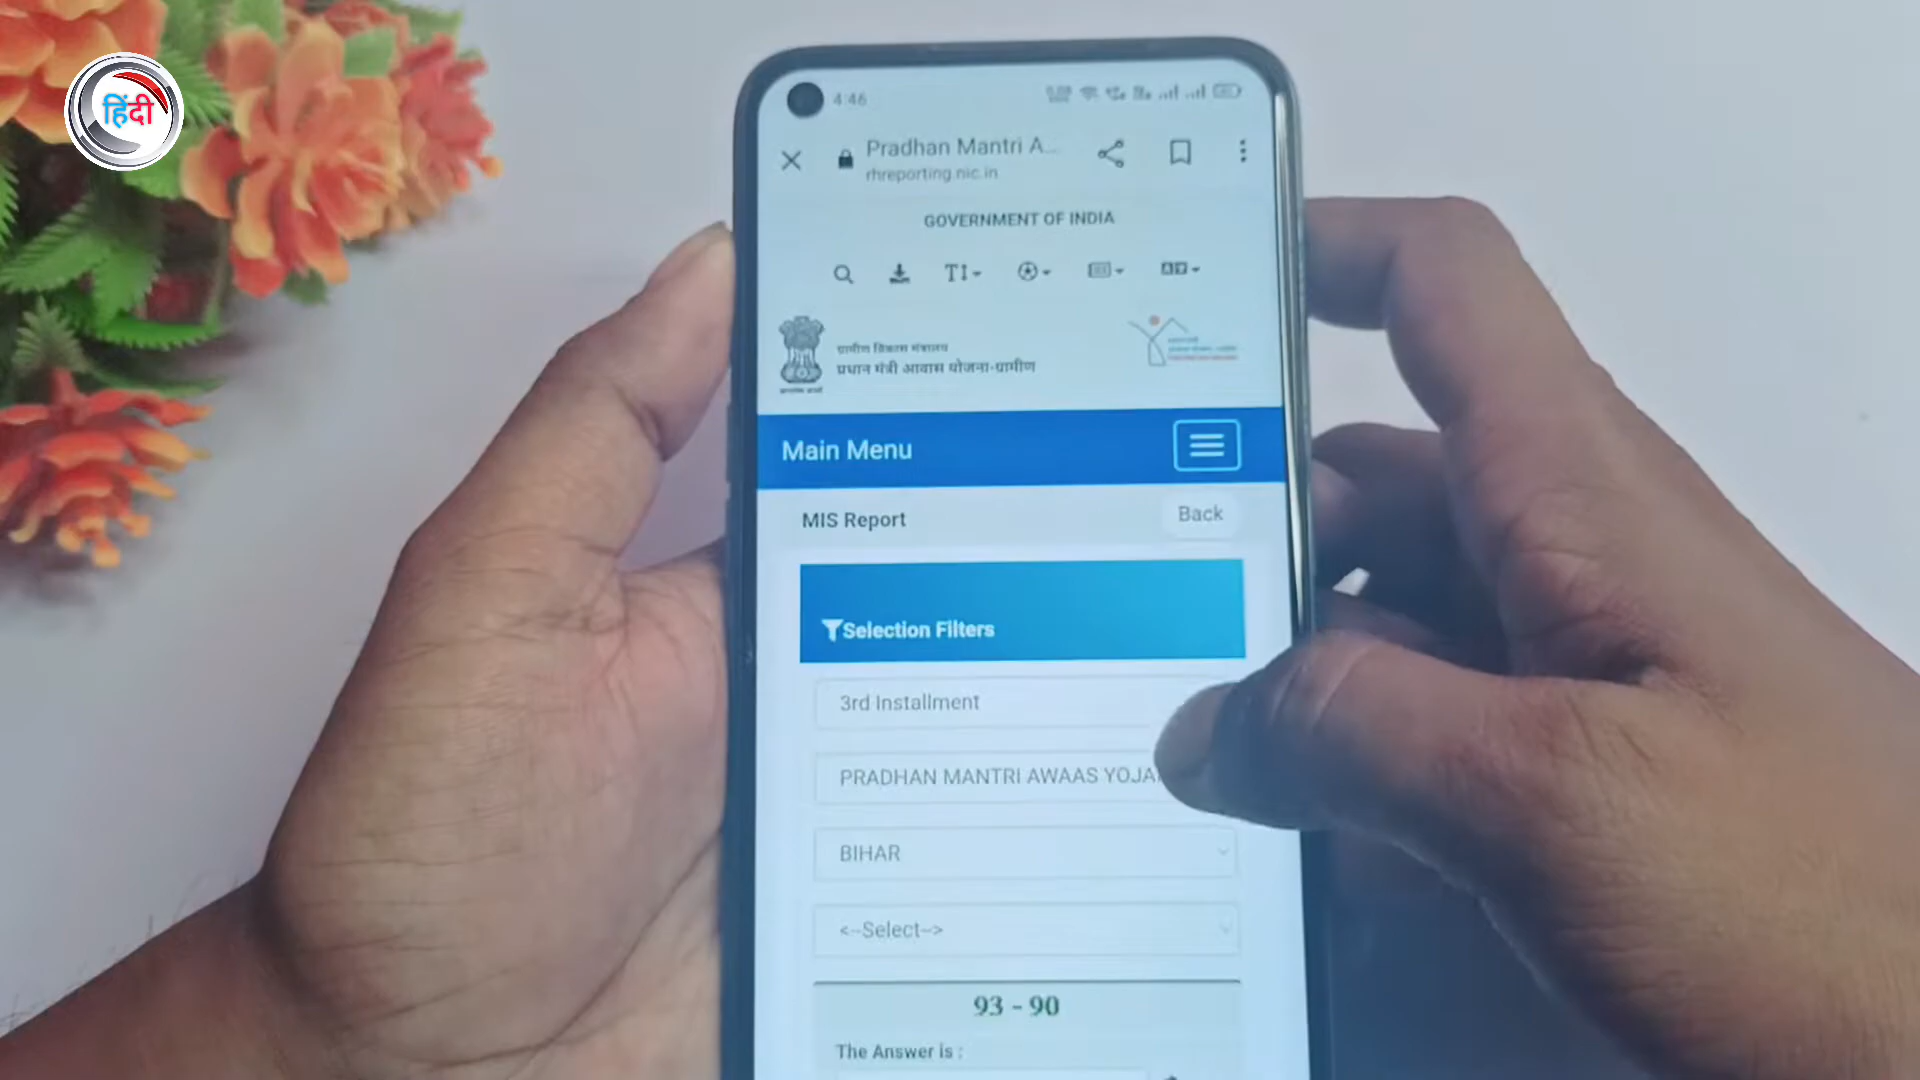 हिंदी
4:46
Pradhan Mantri A...
rhreporting.nic.in
GOVERNMENT OF INDIA
ग्रामीण विकास मंत्रालय
प्रधान मंत्री आवास योजना-ग्रामीण
Main Menu
MIS Report
Back
Selection Filters
3rd Installment
PRADHAN MANTRI AWAAS YOJA
BIHAR
<--Select-->
93 - 90
The Answer is :